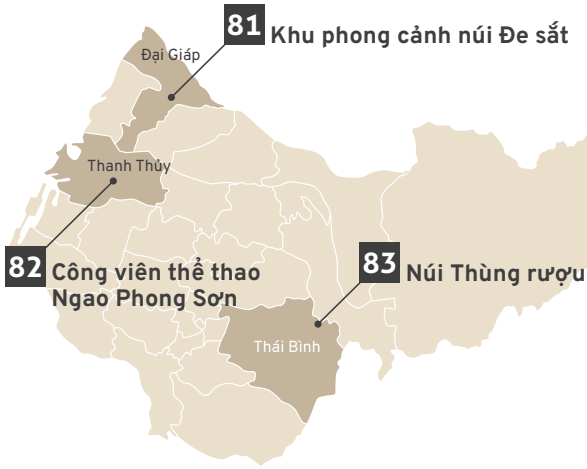 81 Khu phong cảnh núi Đe sắt
Đại Giáp
Thanh Thủy
82 Công viên thể thao
Ngao Phong Sơn
83 Núi Thùng rượu
Thái Bình